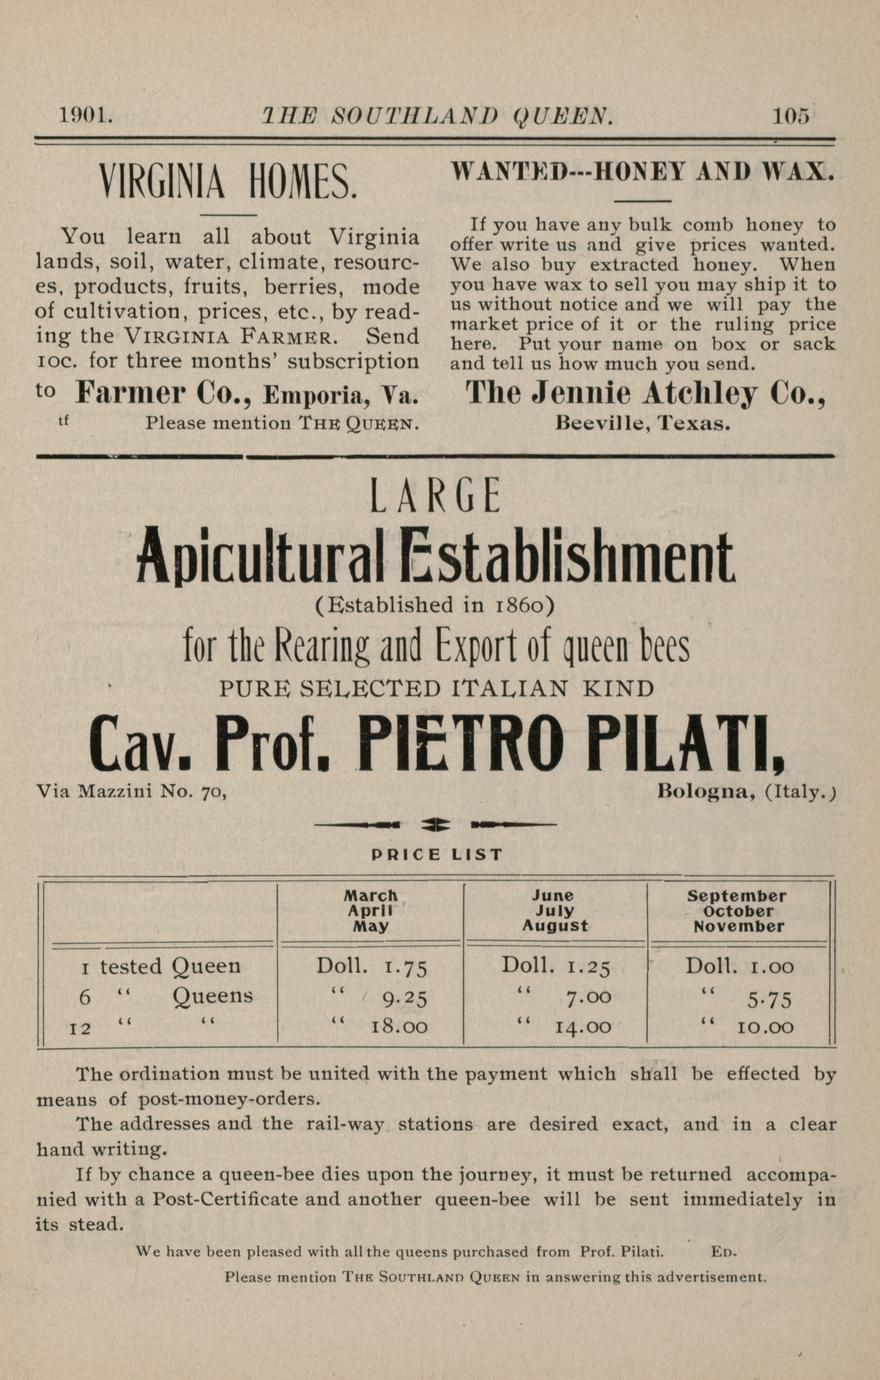 1901. THE SOUTHLAND QUEEN. 105
VIRGINIA HOMES.
You learn all about Virginia
lands, soil, water, climate, resourc-
es, products, fruits, berries, mode
of cultivation, prices, etc., by read-
ing the VIRGINIA FARMER. Send
10c. for three months' subscription
to Farmer Co., Emporia, Va.
tf Please mention THE QUEEN.
WANTED---HONEY AND WAX.
If you have any bulk comb honey to
offer write us and give prices wanted.
We also buy extracted honey. When
you have wax to sell you may ship it to
us without notice and we will pay the
market price of it or the ruling price
here. Put your name on box or sack
and tell us how much you send.
The Jennie Atchley Co.,
Beeville, Texas.
LARGE
Apicultural Establishment
(Established in 1860)
for the Rearing and Export of queen bees
PURE SELECTED ITALIAN KIND
Cav. Prof. PIETRO PILATI,
Via Mazzini No. 70, Bologna, (Italy.)
PRICE LIST
March April May
June July August
September October November
1 tested Queen Doll. 1.75 Doll. 1.25 Doll. 1.00
6 “ Queens “ 9.25 “ 7.00 “ 5.75
12 “ “ “ 18.00 “ 14.00 “ 10.00
The ordination must be united with the payment which shall be effected by
means of post-money-orders.
The addresses and the rail-way stations are desired exact, and in a clear
hand writing.
If by chance a queen-bee dies upon the journey, it must be returned accompa-
nied with a Post-Certificate and another queen-bee will be sent immediately in
its stead.
We have been pleased with all the queens purchased from Prof. Pilati. ED.
Please mention THE SOUTHLAND QUEEN in answering this advertisement.